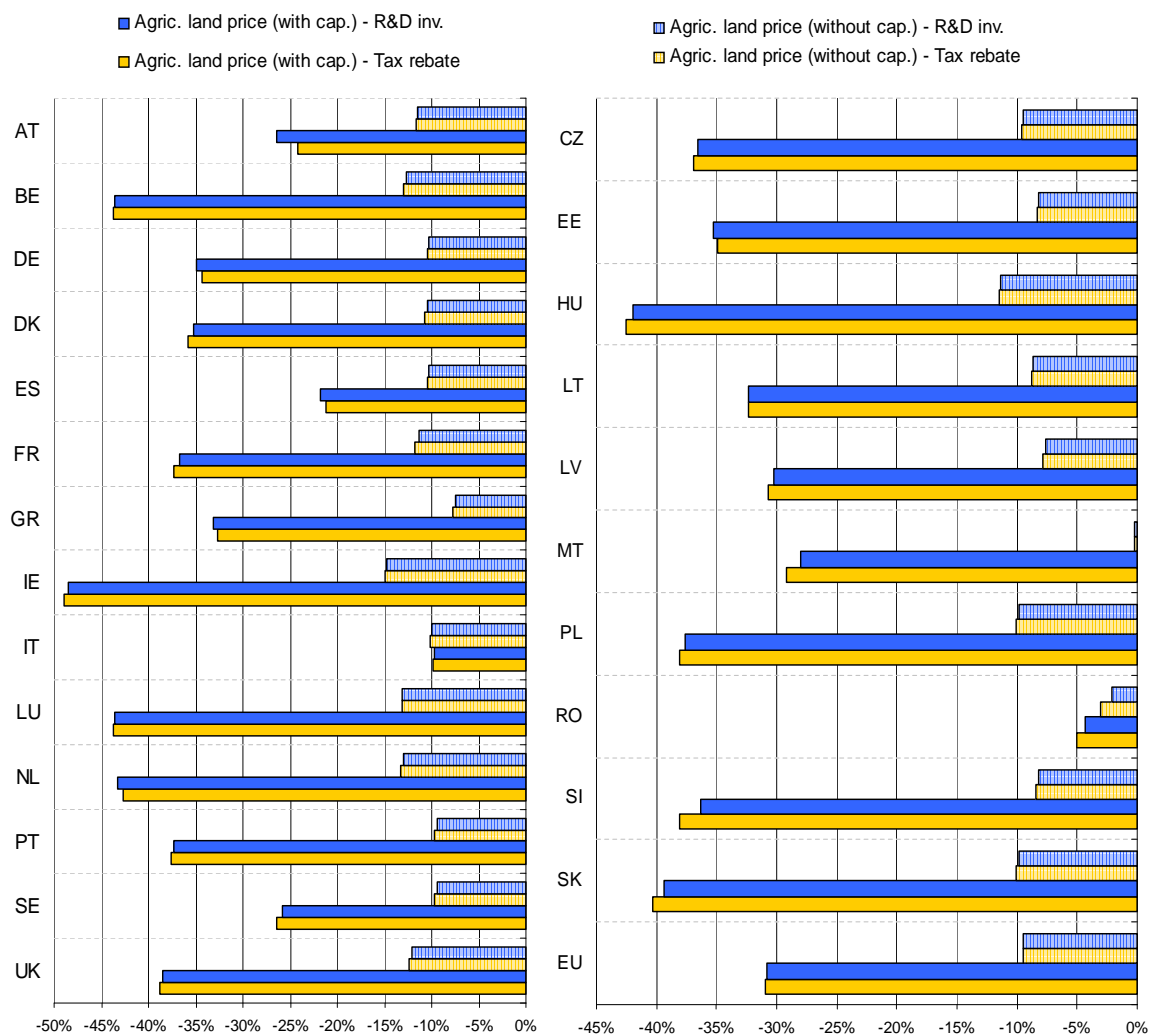 Agric. land price (with cap.) - R&D inv.
Agric. land price (with cap.) - Tax rebate
Agric. land price (without cap.) - R&D inv.
Agric. land price (without cap.) - Tax rebate
AT
BE
DE
DK
ES
FR
GR
IE
IT
LU
NL
PT
SE
UK
-50% -45% -40% -35% -30% -25% -20% -15% -10% -5% 0%
CZ
EE
HU
LT
LV
MT
PL
RO
SI
SK
EU
-45% -40% -35% -30% -25% -20% -15% -10% -5% 0%